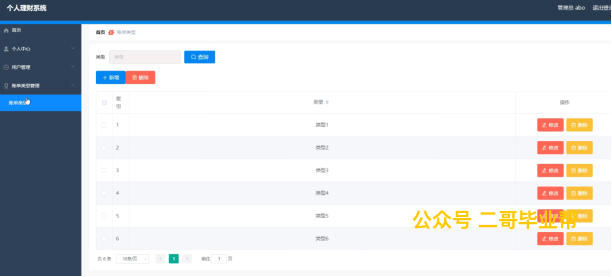 个人理财系统
管理员 abo
退出登
首页
首页 账单类型
个人中心
用户管理
账单类型管理
账单类型
类型 类型 查询
新增 删除
索引 类型 操作
1 类型1 修改 删除
2 类型2 修改 删除
3 类型3 修改 删除
4 类型4 修改 删除
5 类型5 修改 删除
6 类型6 修改 删除
公众号 二哥毕业帮
共 6 条 10条/页 1 前往 1 页